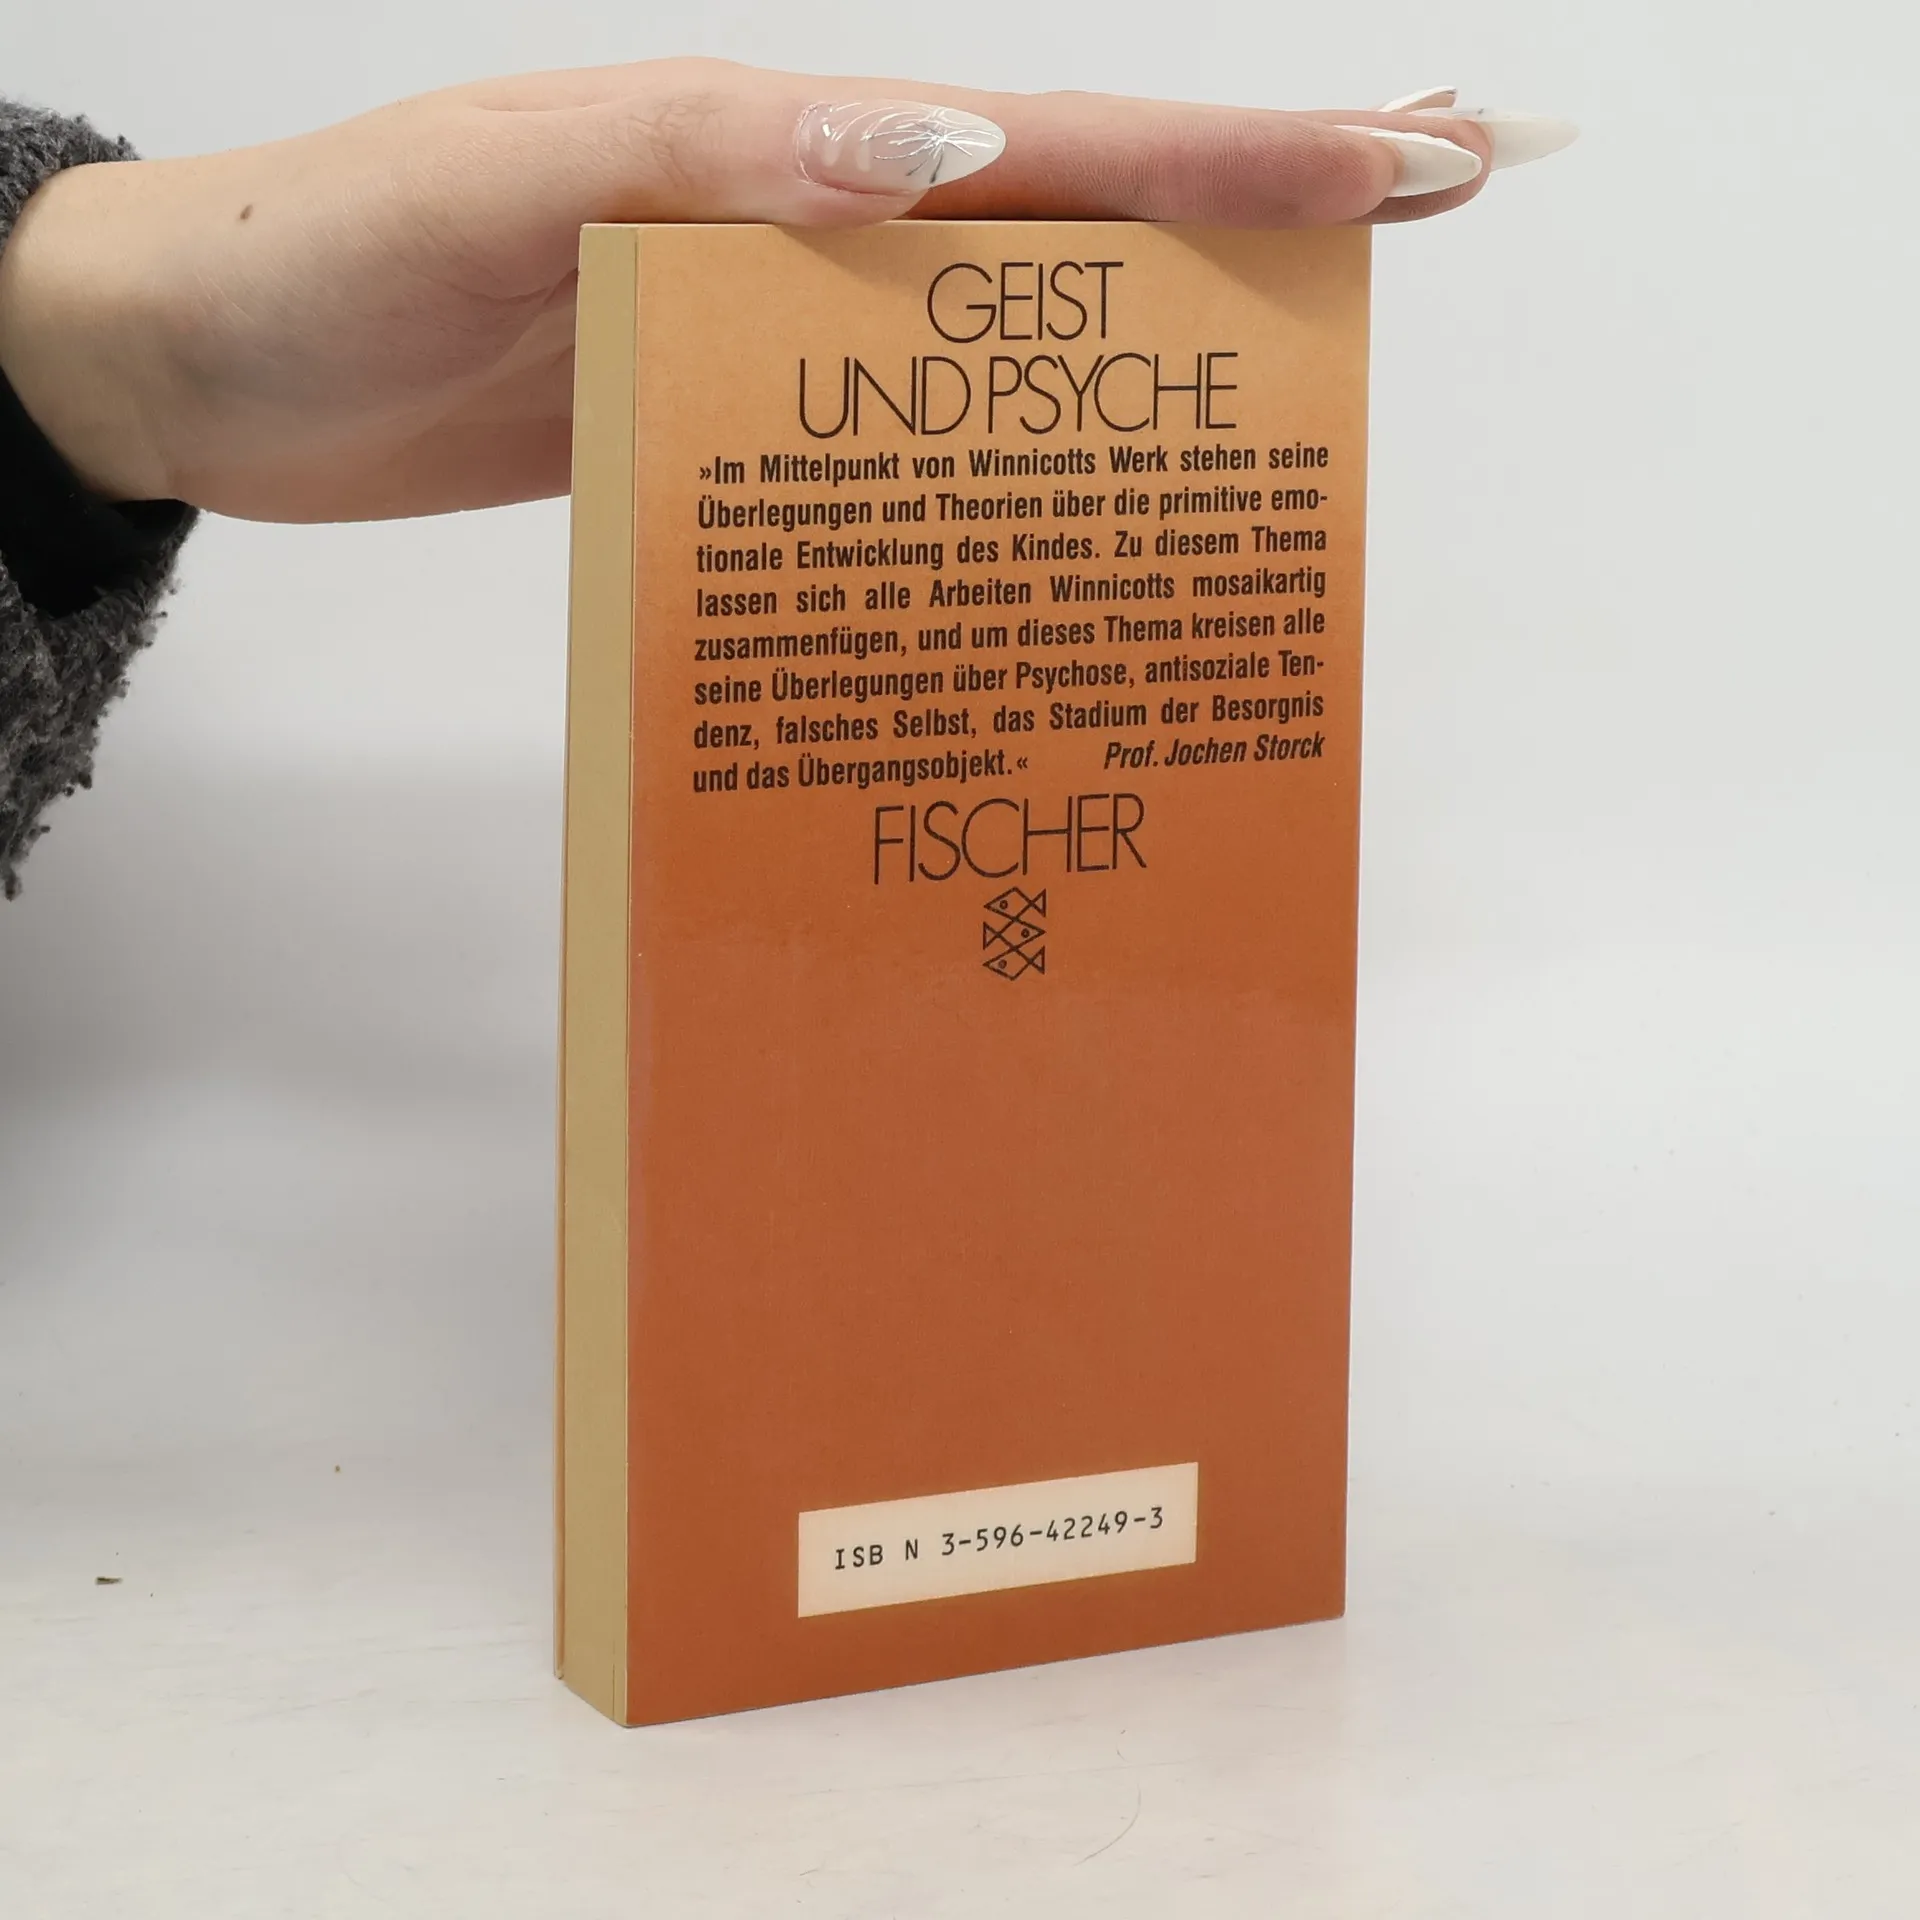 GEIST
UND PSYCHE
»Im Mittelpunkt von Winnicotts Werk stehen seine
Überlegungen und Theorien über die primitive emo-
tionale Entwicklung des Kindes. Zu diesem Thema
lassen sich alle Arbeiten Winnicotts mosaikartig
zusammenfügen, und um dieses Thema kreisen alle
seine Überlegungen über Psychose, antisoziale Ten-
denz, falsches Selbst, das Stadium der Besorgnis
und das Übergangsobjekt.« Prof. Jochen Storck
FISCHER
ISB N 3-596-42249-3